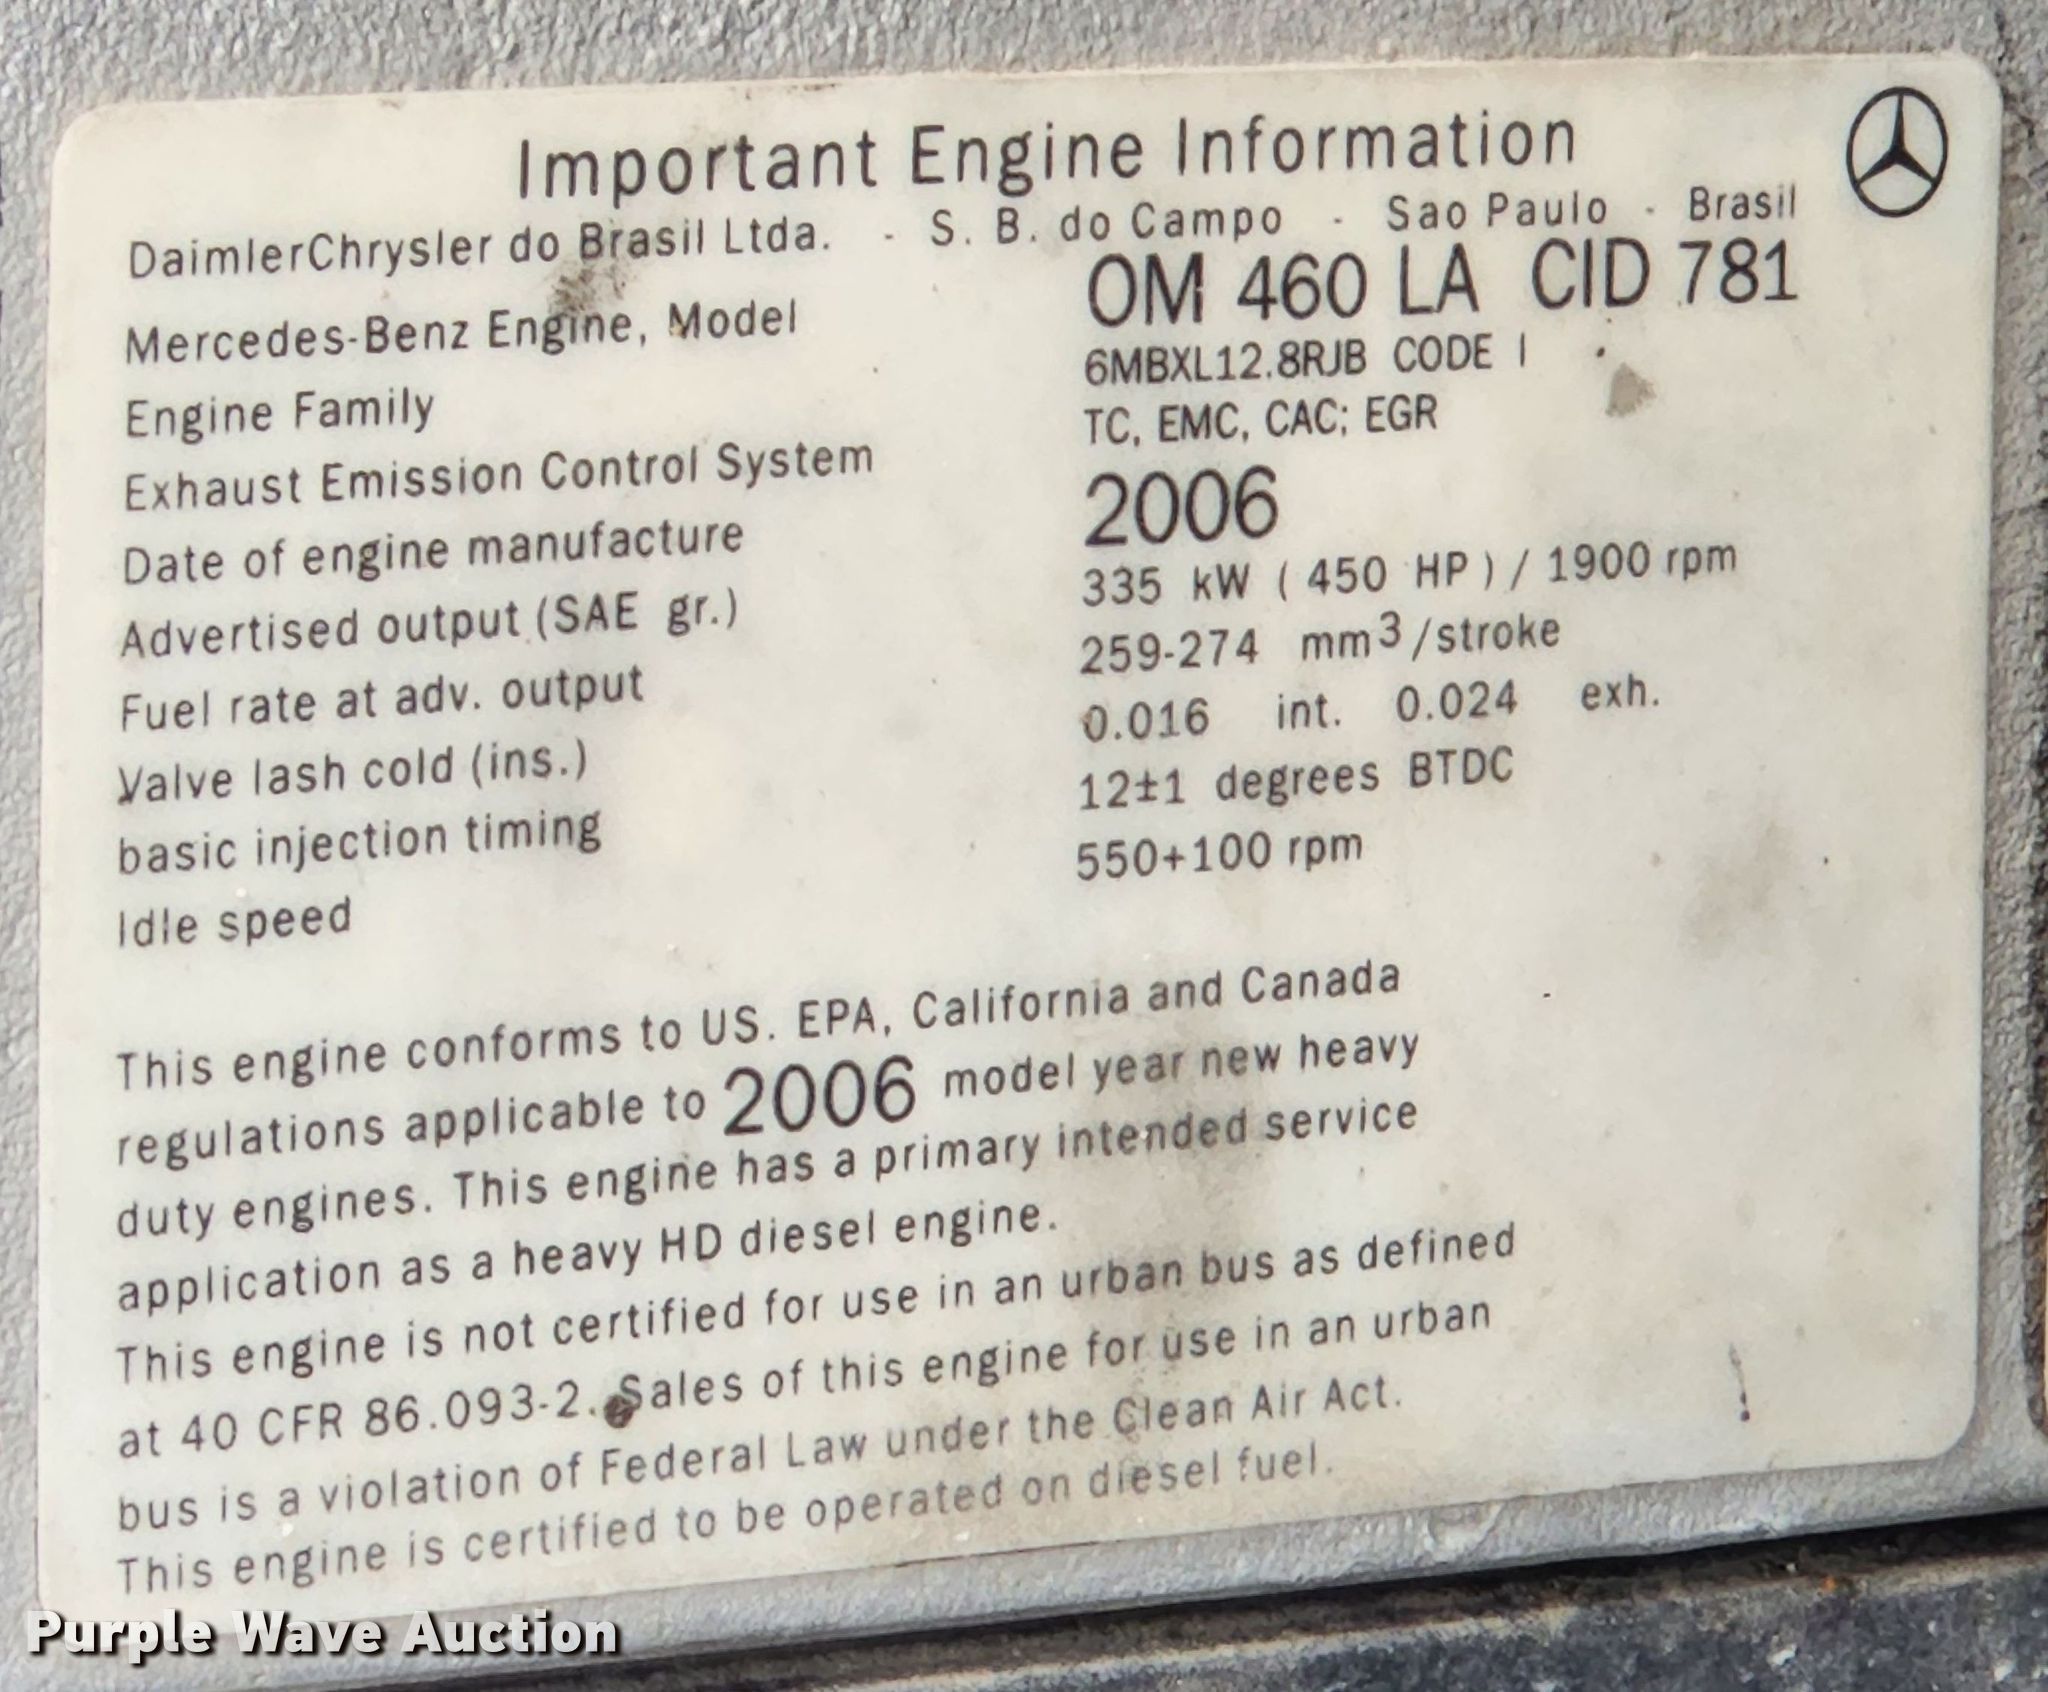 Important Engine Information
DaimlerChrysler do Brasil Ltda. - S. B. do Campo - Sao Paulo - Brasil
Mercedes-Benz Engine, Model OM 460 LA CID 781
Engine Family 6MBXL12.8RJB CODE I
Exhaust Emission Control System TC, EMC, CAC; EGR
Date of engine manufacture 2006
Advertised output (SAE gr.) 335 kW ( 450 HP ) / 1900 rpm
Fuel rate at adv. output 259-274 mm3/stroke
Valve lash cold (ins.) 0.016 int. 0.024 exh.
basic injection timing 12±1 degrees BTDC
Idle speed 550+100 rpm
This engine conforms to US. EPA, California and Canada
regulations applicable to 2006 model year new heavy
duty engines. This engine has a primary intended service
application as a heavy HD diesel engine.
This engine is not certified for use in an urban bus as defined
at 40 CFR 86.093-2. Sales of this engine for use in an urban
bus is a violation of Federal Law under the Clean Air Act.
This engine is certified to be operated on diesel fuel.
Purple Wave Auction